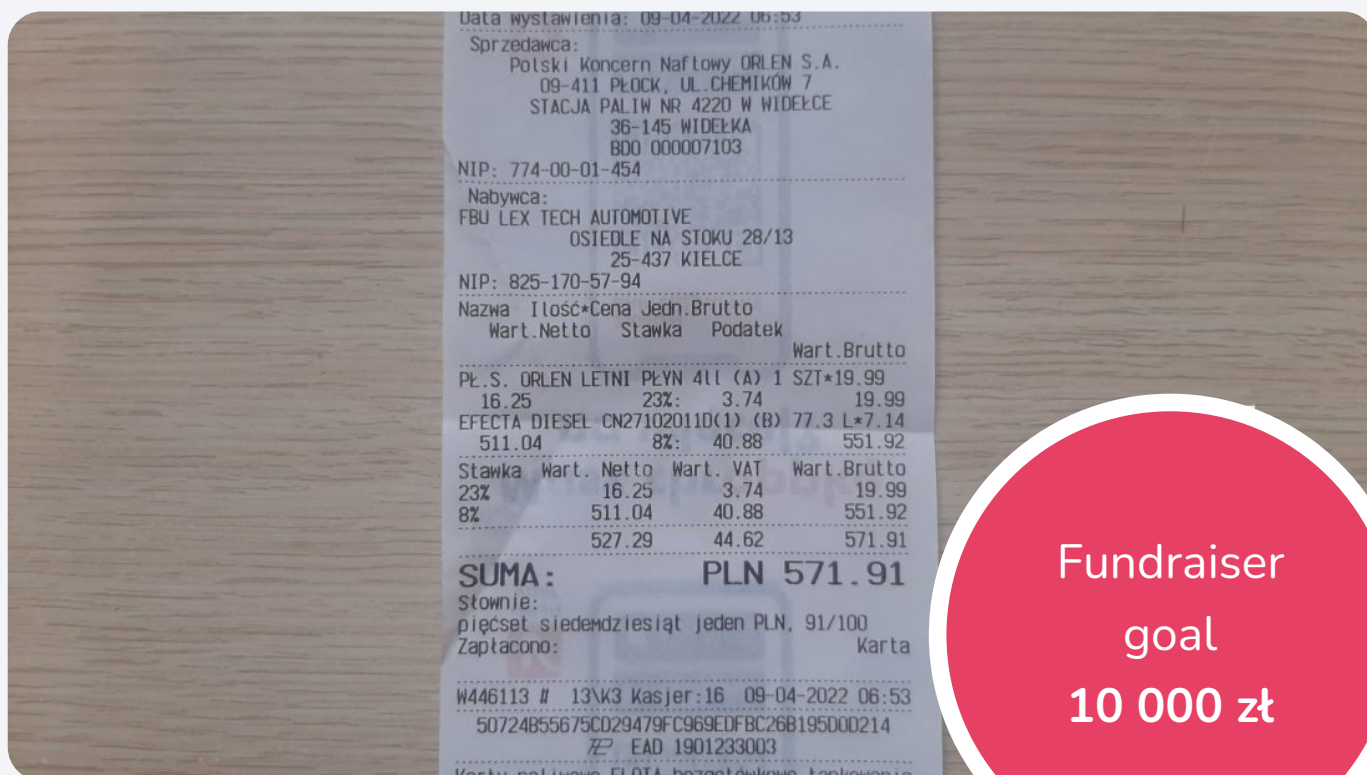 Data wystawienia: 09-04-2022 06:53
Sprzedawca:
Polski Koncern Naftowy ORLEN S.A.
09-411 PŁOCK, UL.CHEMIKÓW 7
STACJA PALIW NR 4220 W WIDEŁCE
36-145 WIDEŁKA
BDO 000007103
NIP: 774-00-01-454
Nabywca:
FBU LEX TECH AUTOMOTIVE
OSIEDLE NA STOKU 28/13
25-437 KIELCE
NIP: 825-170-57-94
Nazwa Ilość*Cena Jedn.Brutto
Wart.Netto Stawka Podatek
Wart.Brutto
PŁ.S. ORLEN LETNI PŁYN 4ll (A) 1 SZT*19.99
16.25 23%: 3.74 19.99
EFECTA DIESEL CN27102011D(1) (B) 77.3 L*7.14
511.04 8%: 40.88 551.92
Stawka Wart. Netto Wart. VAT Wart.Brutto
23% 16.25 3.74 19.99
8% 511.04 40.88 551.92
527.29 44.62 571.91
SUMA: PLN 571.91
Słownie:
pięćset siedemdziesiąt jeden PLN, 91/100
Zapłacono: Karta
W446113 # 13\K3 Kasjer:16 09-04-2022 06:53
50724B55675CD29479FC969EDFBC26B195D0D214
EAD 1901233003
Karty paliwowe FLOTA bezgotówkowe tankowanie
Fundraiser
goal
10 000 zł